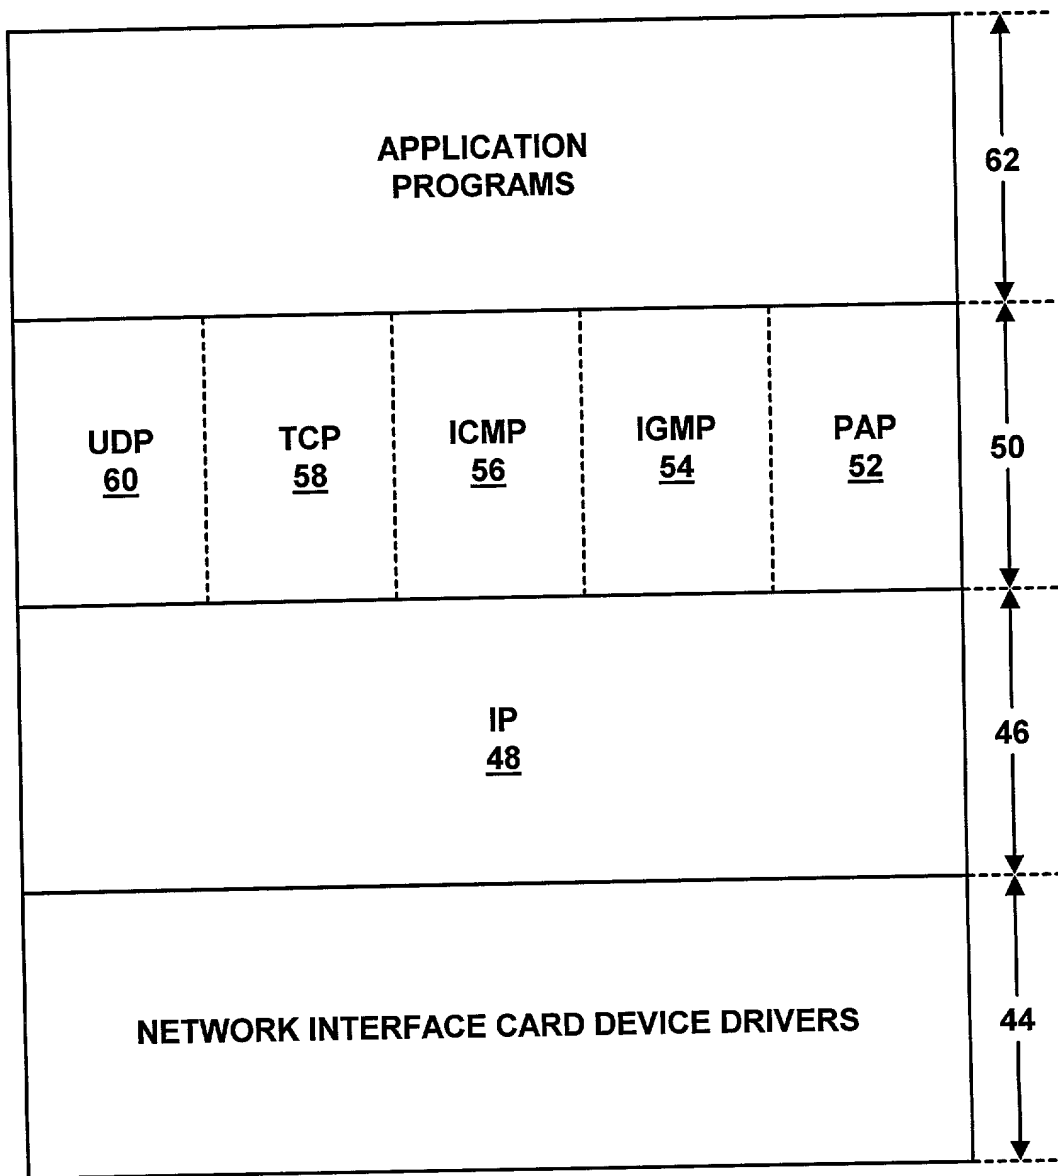 APPLICATION
PROGRAMS
62
UDP
60
TCP
58
ICMP
56
IGMP
54
PAP
52
50
IP
48
46
NETWORK INTERFACE CARD DEVICE DRIVERS
44